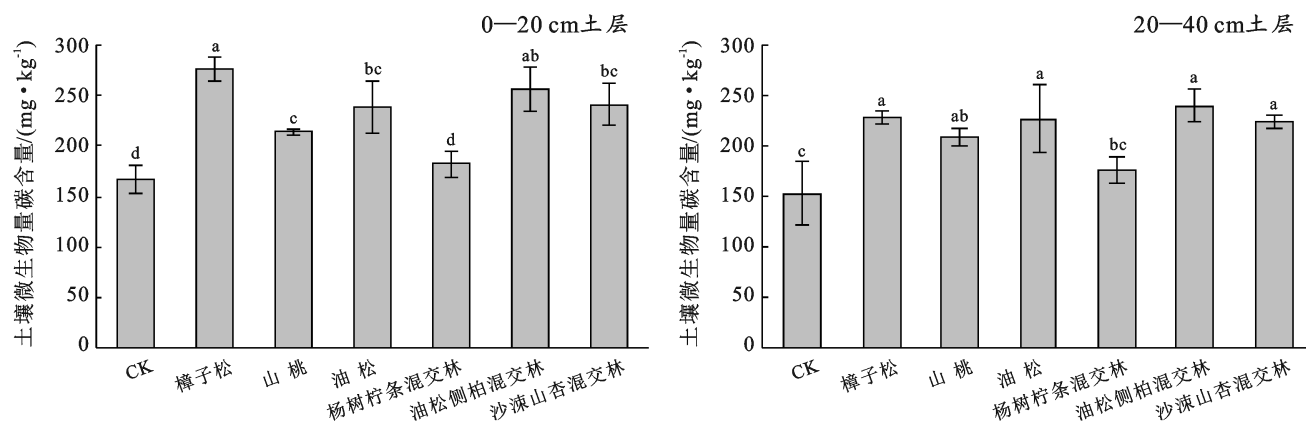 0—20 cm土层
土壤微生物量碳含量/(mg·kg⁻¹)
300
250
200
150
100
50
0
d
a
c
bc
d
ab
bc
CK
樟子松
山桃
油松
杨树柠条混交林
油松侧柏混交林
沙涑山杏混交林
20—40 cm土层
土壤微生物量碳含量/(mg·kg⁻¹)
300
250
200
150
100
50
0
c
a
ab
a
bc
a
a
CK
樟子松
山桃
油松
杨树柠条混交林
油松侧柏混交林
沙涑山杏混交林